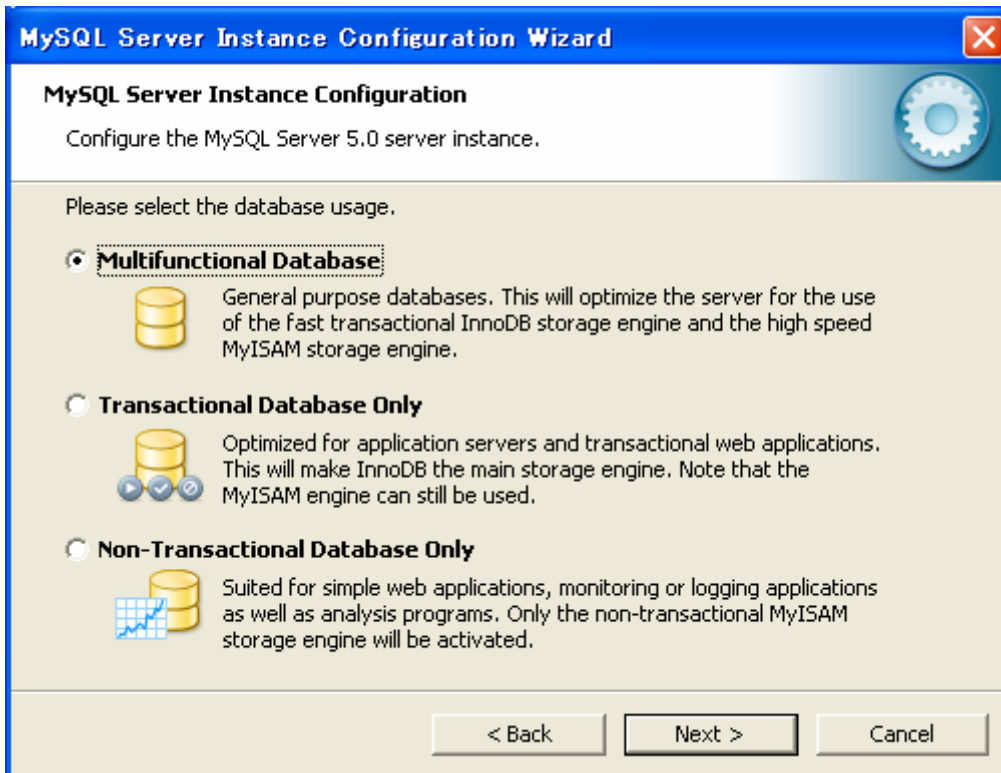 MySQL Server Instance Configuration Wizard
MySQL Server Instance Configuration
Configure the MySQL Server 5.0 server instance.
Please select the database usage.
Multifunctional Database
General purpose databases. This will optimize the server for the use
of the fast transactional InnoDB storage engine and the high speed
MyISAM storage engine.
Transactional Database Only
Optimized for application servers and transactional web applications.
This will make InnoDB the main storage engine. Note that the
MyISAM engine can still be used.
Non-Transactional Database Only
Suited for simple web applications, monitoring or logging applications
as well as analysis programs. Only the non-transactional MyISAM
storage engine will be activated.
< Back
Next >
Cancel